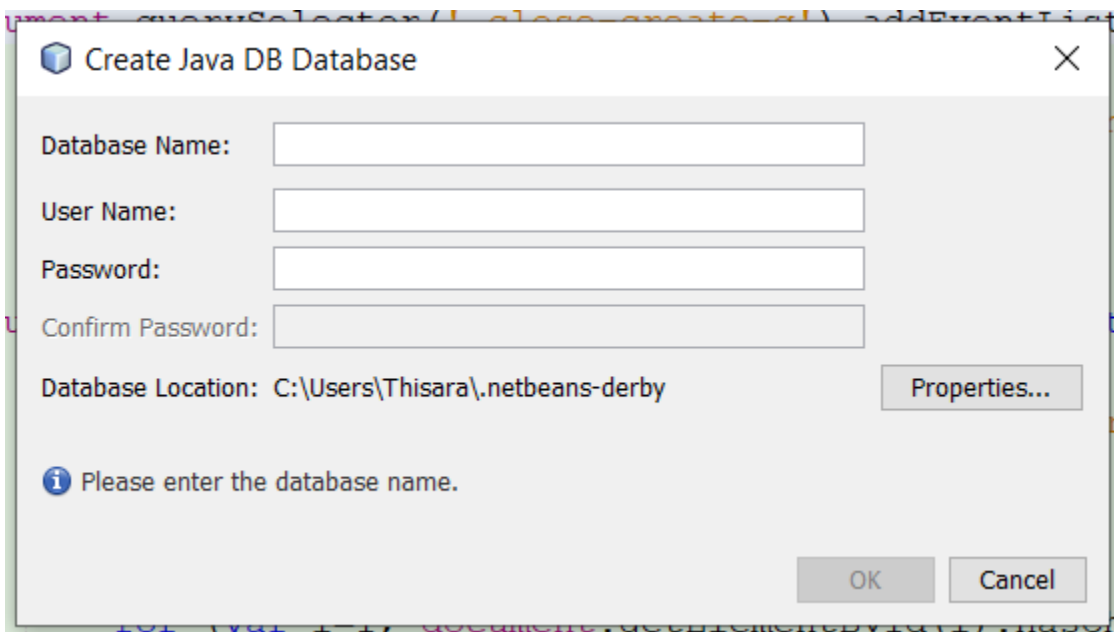 Create Java DB Database
Database Name:
User Name:
Password:
Confirm Password:
Database Location: C:\Users\Thisara\.netbeans-derby
Properties...
Please enter the database name.
OK
Cancel